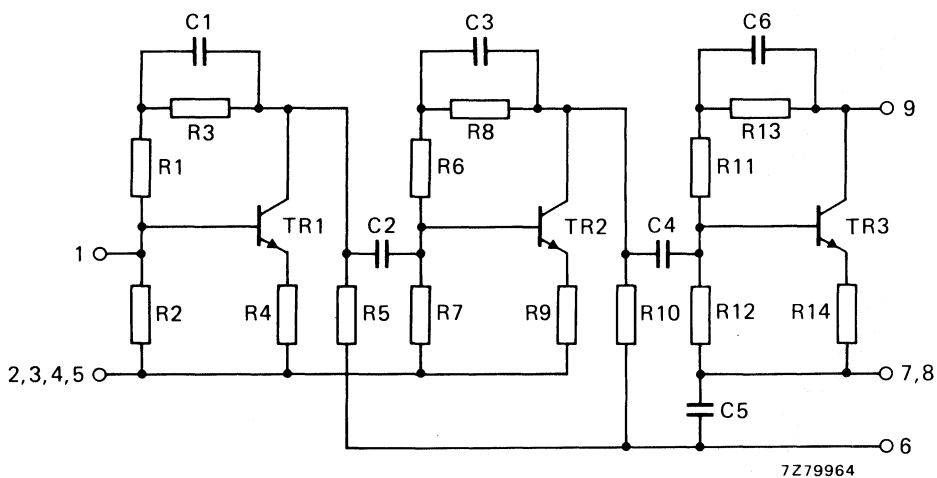 C1
C3
C6
R3
R8
R13
9
R1
R6
R11
TR1
C2
TR2
C4
TR3
1
R2
R4
R5
R7
R9
R10
R12
R14
2,3,4,5
7,8
C5
6
7Z79964